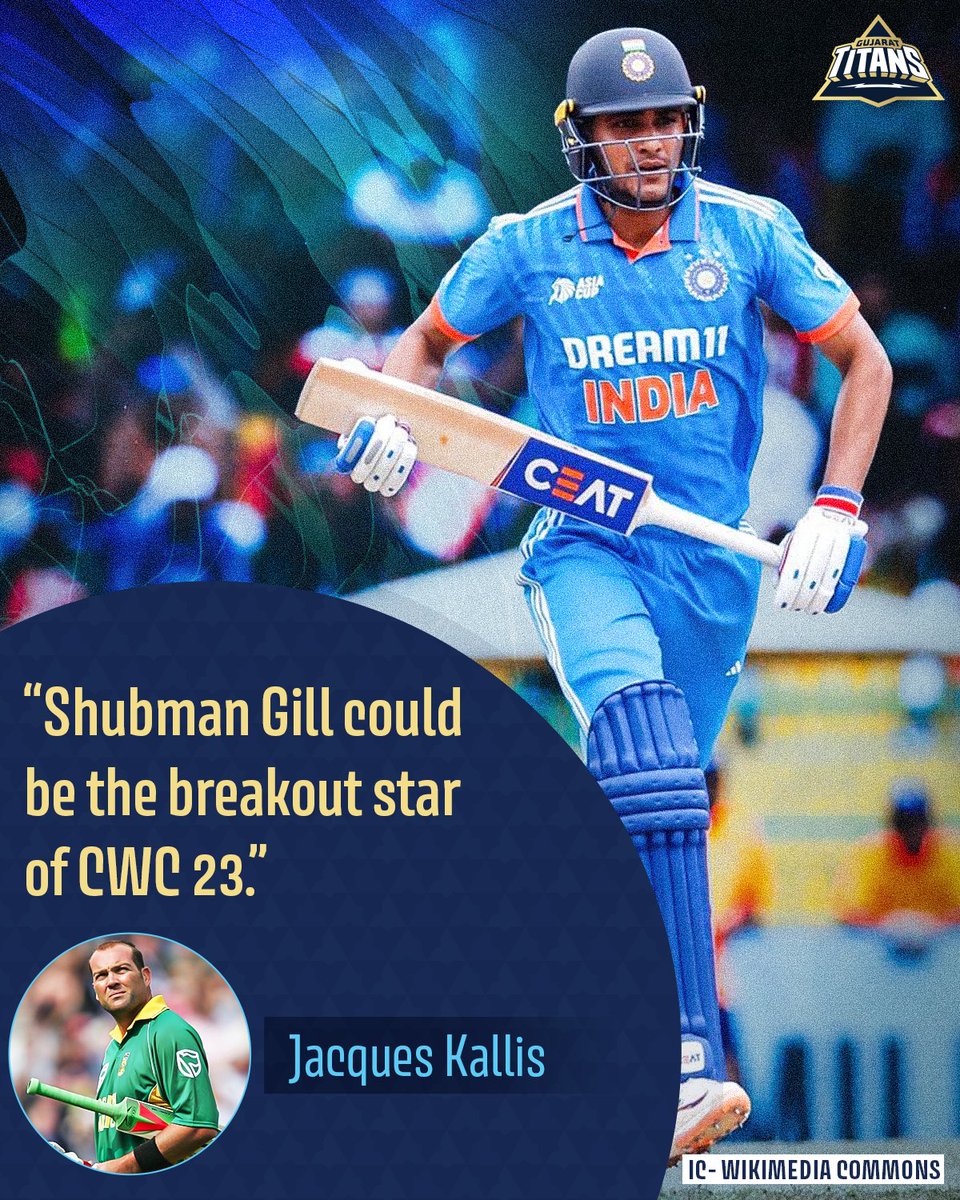 GUJARAT
TITANS
ASIA
CUP
DREAM11
INDIA
CEAT
“Shubman Gill could
be the breakout star
of CWC 23.”
Jacques Kallis
CEAT
IC- WIKIMEDIA COMMONS